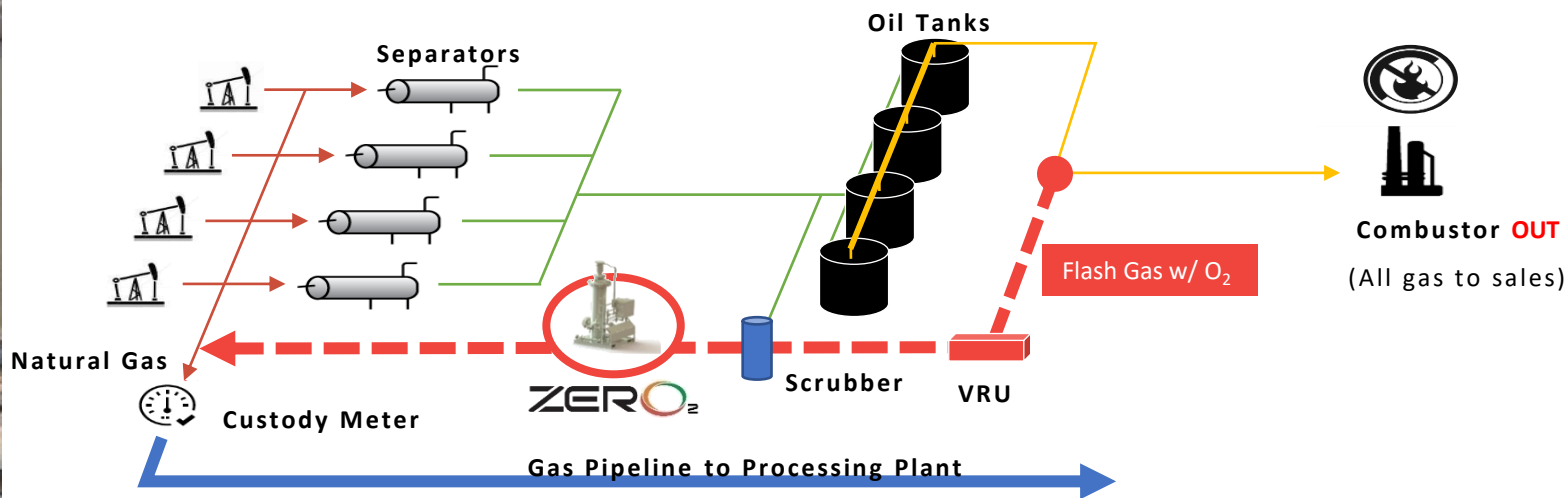 Oil Tanks
Separators
Flash Gas w/ O₂
Combustor OUT
(All gas to sales)
Natural Gas
Scrubber
VRU
ZERO₂
Custody Meter
Gas Pipeline to Processing Plant